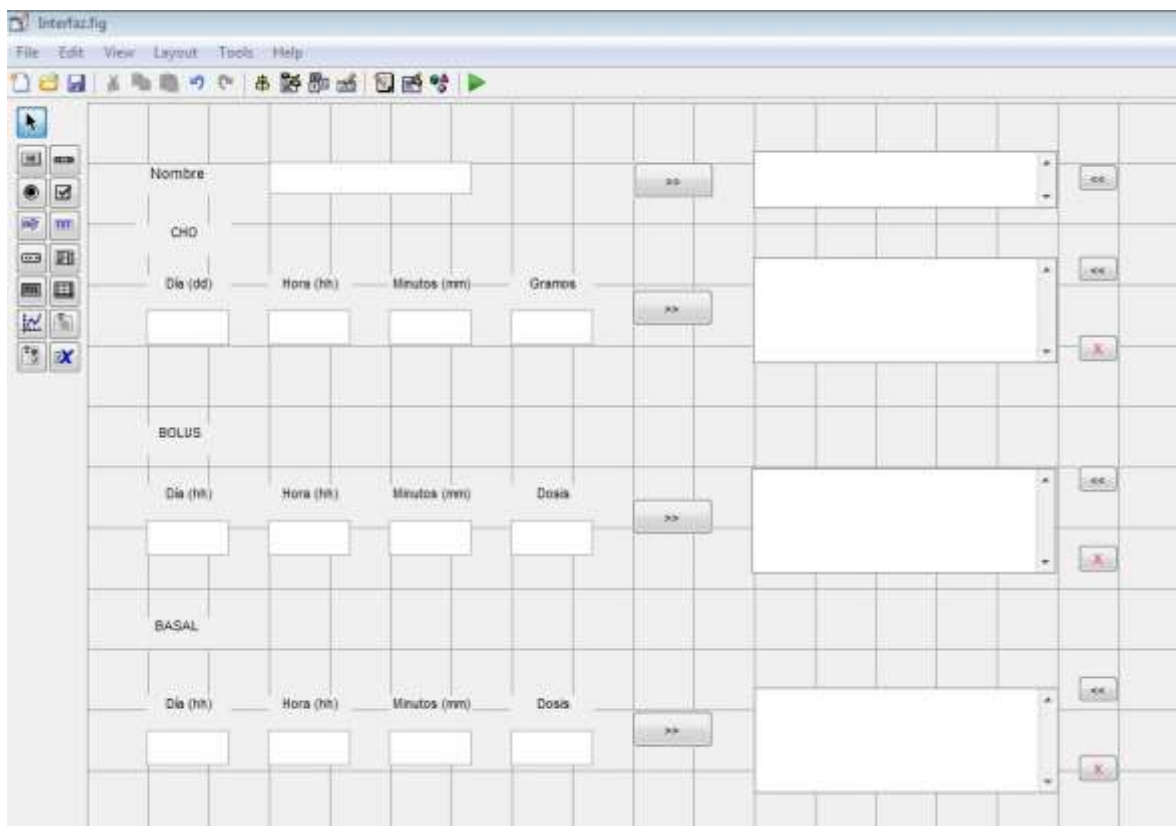 Interfaz.fig
File Edit View Layout Tools Help
Nombre
>>
<<
CHO
Día (dd) Hora (hh) Minutos (mm) Gramos
>>
<<
X
BOLUS
Día (hh) Hora (hh) Minutos (mm) Dosis
>>
<<
X
BASAL
Día (hh) Hora (hh) Minutos (mm) Dosis
>>
<<
X